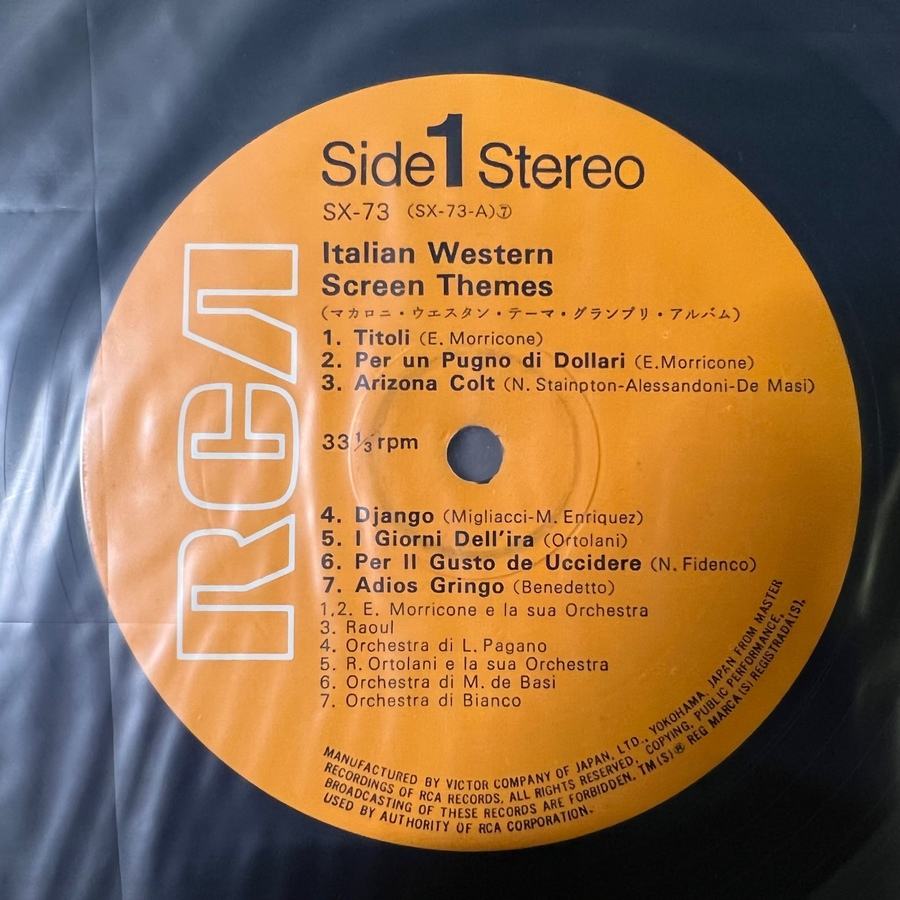 Side 1 Stereo
SX-73 (SX-73-A)⑦
Italian Western
Screen Themes
(マカロニ・ウエスタン・テーマ・グランプリ・アルバム)
1. Titoli (E. Morricone)
2. Per un Pugno di Dollari (E.Morricone)
3. Arizona Colt (N. Stainpton-Alessandoni-De Masi)
RCA
33 1/3 rpm
4. Django (Migliacci-M. Enriquez)
5. I Giorni Dell'ira (Ortolani)
6. Per Il Gusto de Uccidere (N. Fidenco)
7. Adios Gringo (Benedetto)
1,2. E. Morricone e la sua Orchestra
3. Raoul
4. Orchestra di L. Pagano
5. R. Ortolani e la sua Orchestra
6. Orchestra di M. de Basi
7. Orchestra di Bianco
MANUFACTURED BY VICTOR COMPANY OF JAPAN, LTD., YOKOHAMA, JAPAN FROM MASTER
RECORDINGS OF RCA RECORDS. ALL RIGHTS RESERVED, COPYING, PUBLIC PERFORMANCE,
BROADCASTING OF THESE RECORDS ARE FORBIDDEN. TM(S)® REG MARCA(S) REGISTRADA(S).
USED BY AUTHORITY OF RCA CORPORATION.